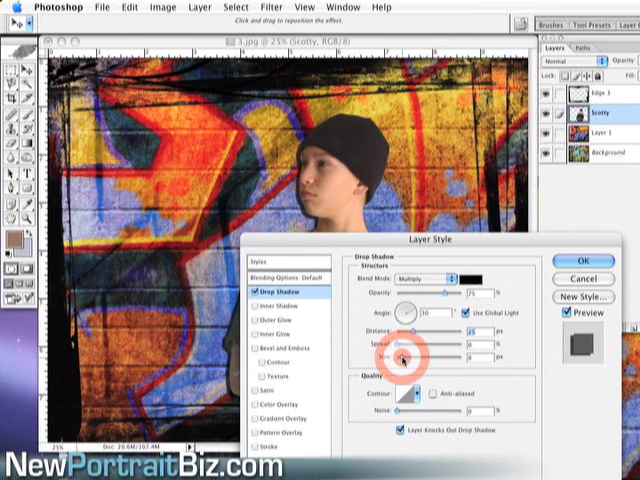 Photoshop File Edit Image Layer Select Filter View Window Help
Click and drag to reposition the effect.
Brushes Tool Presets Layer
3.jpg @ 25% (Scotty, RGB/8)
Layers Paths
Normal Opacity
Lock: Fill:
Edge 3
Scotty
Layer 1
Background
Layer Style
Styles
Blending Options: Default
Drop Shadow
Inner Shadow
Outer Glow
Inner Glow
Bevel and Emboss
Contour
Texture
Satin
Color Overlay
Gradient Overlay
Pattern Overlay
Stroke
Drop Shadow
Structure
Blend Mode: Multiply
Opacity: 75 %
Angle: 30 ° Use Global Light
Distance: 25 px
Spread: 0 %
Size: 8 px
Quality
Contour: Anti-aliased
Noise: 0 %
Layer Knocks Out Drop Shadow
OK
Cancel
New Style...
Preview
25% Doc: 20.6M/107.4M
NewPortraitBiz.com